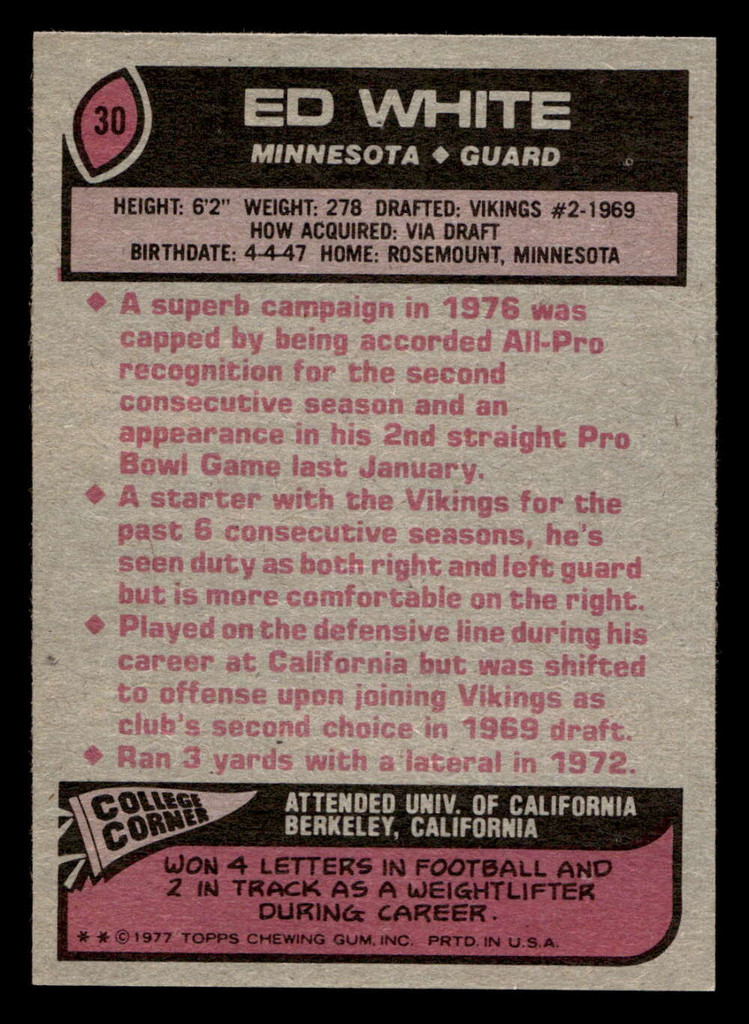 30
ED WHITE
MINNESOTA ◆ GUARD
HEIGHT: 6'2" WEIGHT: 278 DRAFTED: VIKINGS #2-1969
HOW ACQUIRED: VIA DRAFT
BIRTHDATE: 4-4-47 HOME: ROSEMOUNT, MINNESOTA
◆ A superb campaign in 1976 was
capped by being accorded All-Pro
recognition for the second
consecutive season and an
appearance in his 2nd straight Pro
Bowl Game last January.
◆ A starter with the Vikings for the
past 6 consecutive seasons, he's
seen duty as both right and left guard
but is more comfortable on the right.
◆ Played on the defensive line during his
career at California but was shifted
to offense upon joining Vikings as
club's second choice in 1969 draft.
◆ Ran 3 yards with a lateral in 1972.
COLLEGE
CORNER
ATTENDED UNIV. OF CALIFORNIA
BERKELEY, CALIFORNIA
WON 4 LETTERS IN FOOTBALL AND
2 IN TRACK AS A WEIGHTLIFTER
DURING CAREER.
* * © 1977 TOPPS CHEWING GUM, INC. PRTD. IN U.S.A.